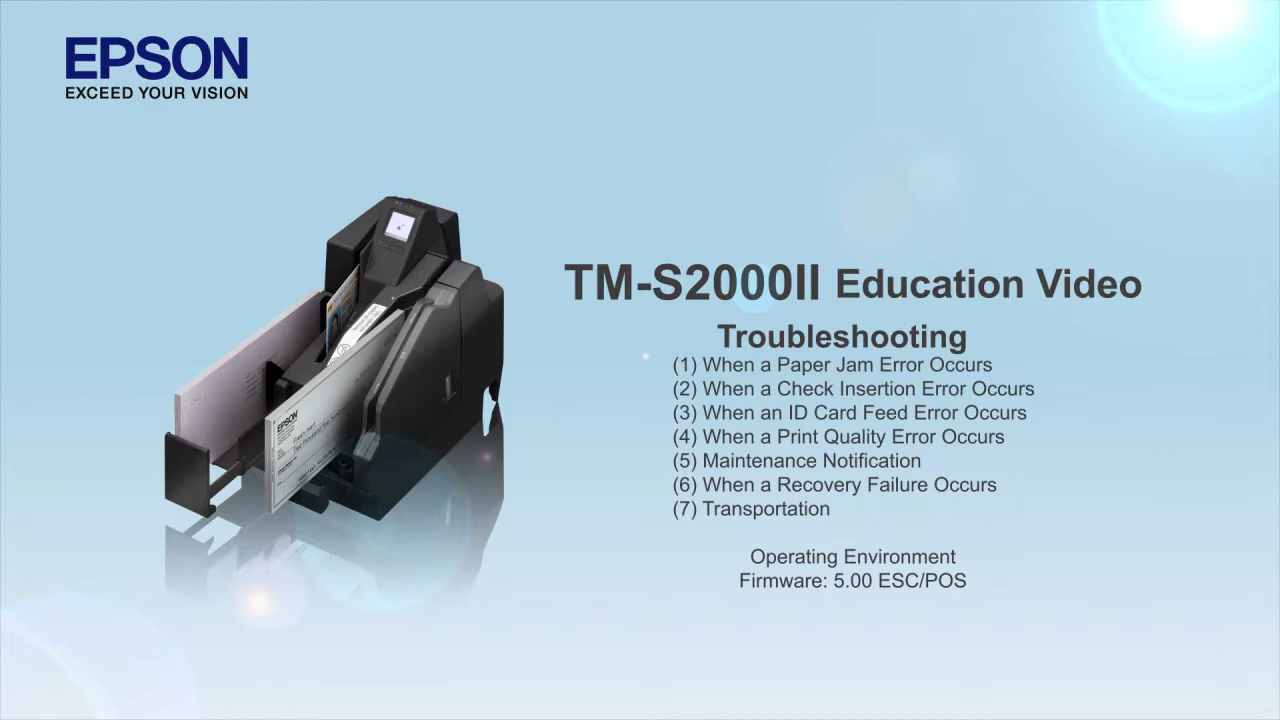 EPSON
EXCEED YOUR VISION
TM-S2000II Education Video
Troubleshooting
(1) When a Paper Jam Error Occurs
(2) When a Check Insertion Error Occurs
(3) When an ID Card Feed Error Occurs
(4) When a Print Quality Error Occurs
(5) Maintenance Notification
(6) When a Recovery Failure Occurs
(7) Transportation
Operating Environment
Firmware: 5.00 ESC/POS
EPSON